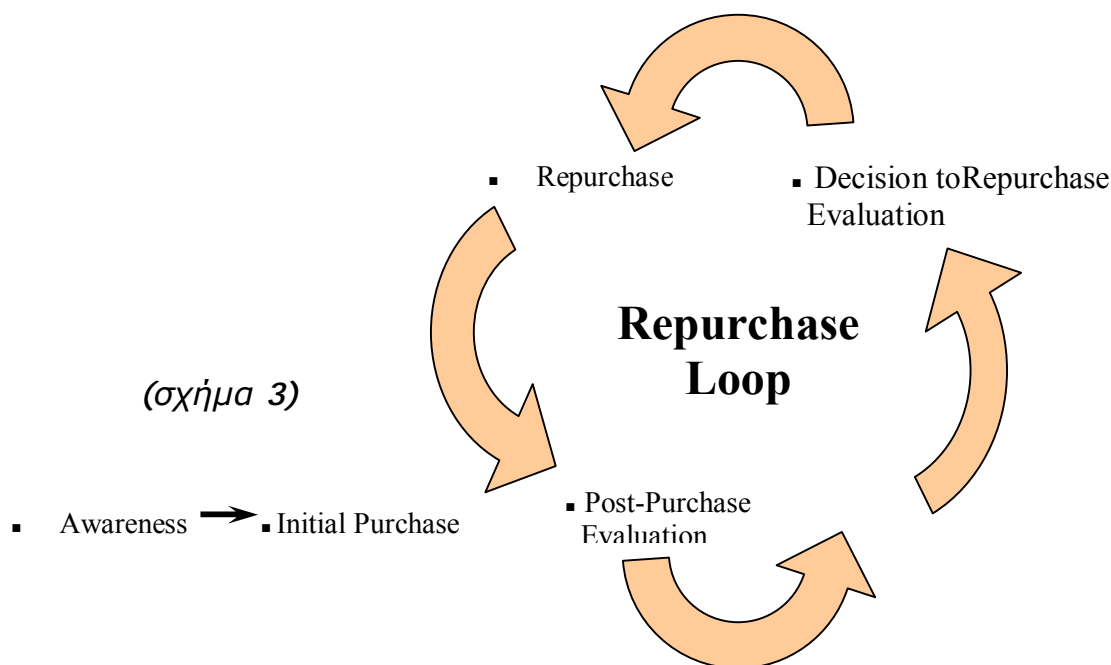 ▪ Repurchase
▪ Decision toRepurchase
Evaluation
Repurchase
Loop
(σχήμα 3)
▪ Awareness
▪ Initial Purchase
▪ Post-Purchase
Evaluation